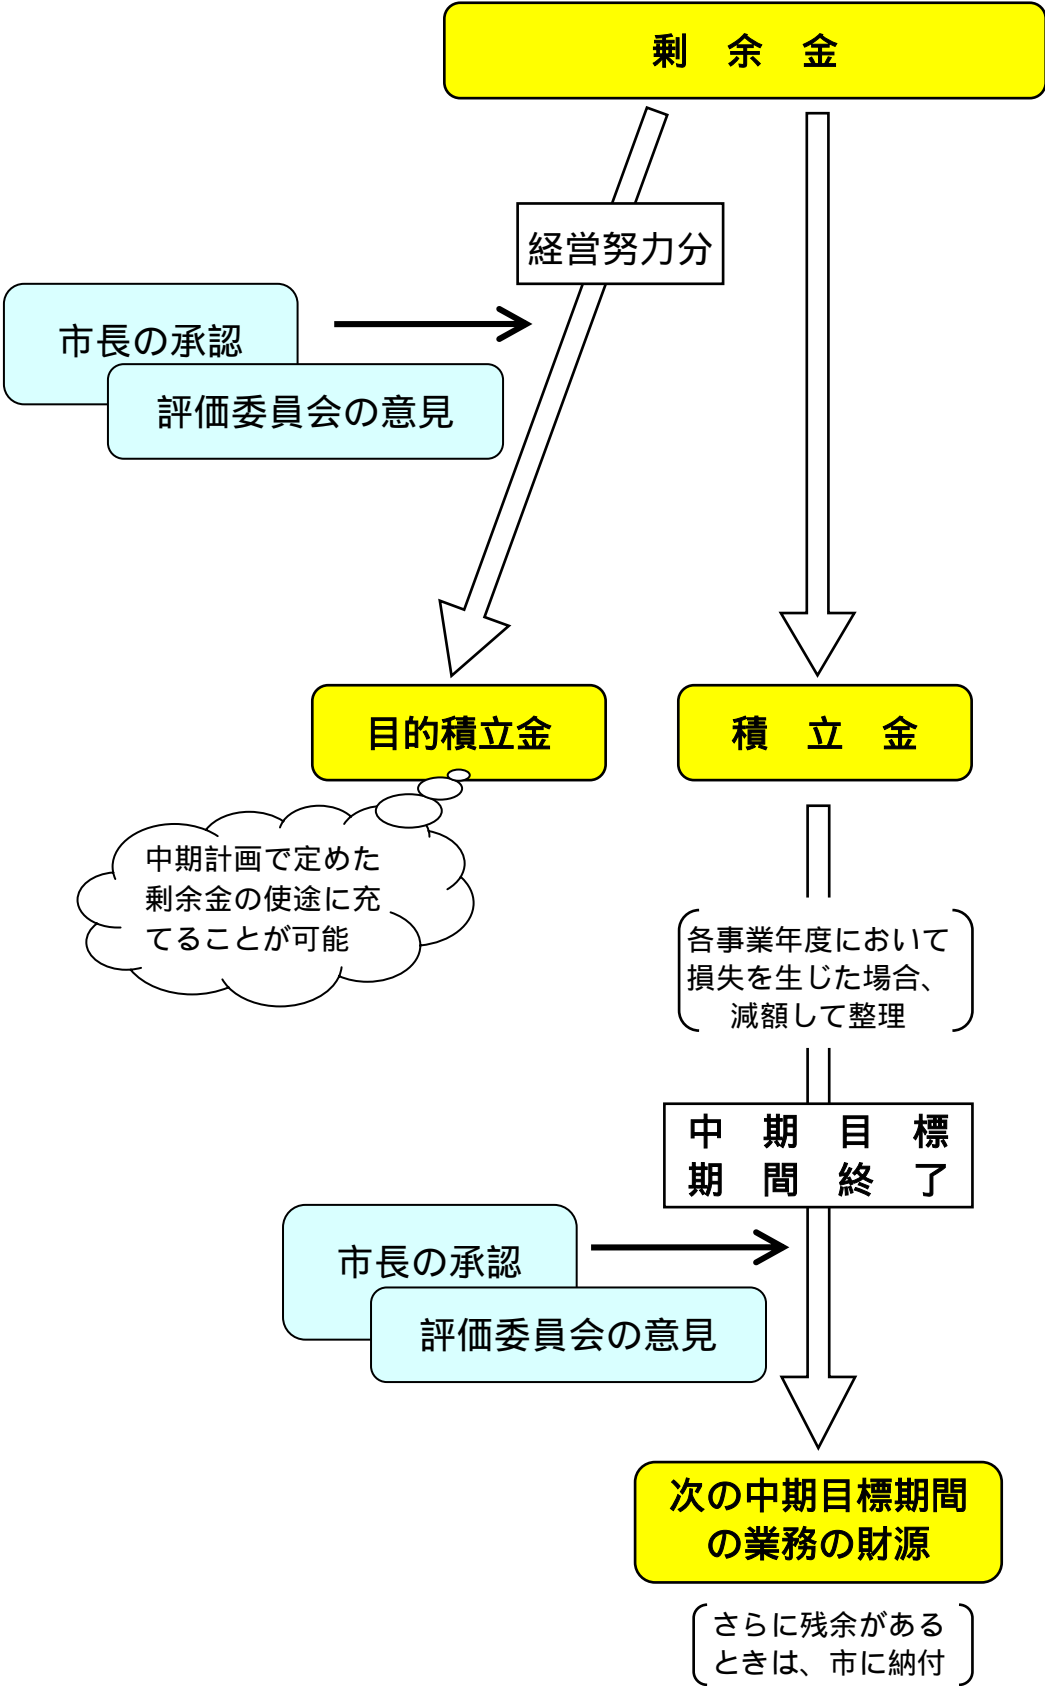 剰　余　金
経営努力分
市長の承認
評価委員会の意見
目的積立金
積　立　金
中期計画で定めた
剰余金の使途に充
てることが可能
各事業年度において
損失を生じた場合、
減額して整理
中　期　目　標
期　間　終　了
市長の承認
評価委員会の意見
次の中期目標期間
の業務の財源
さらに残余がある
ときは、市に納付